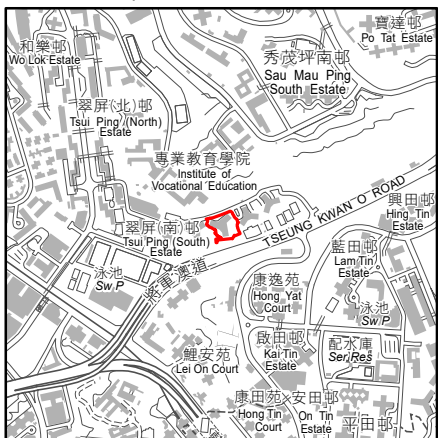 寶達邨
Po Tat Estate
和樂邨
Wo Lok Estate
秀茂坪南邨
Sau Mau Ping
South Estate
翠屏(北)邨
Tsui Ping (North)
Estate
專業教育學院
Institute of
Vocational Education
興田邨
Hing Tin
Estate
TSEUNG KWAN O ROAD
翠屏(南)邨
Tsui Ping (South)
Estate
藍田邨
Lam Tin
Estate
將軍澳道
泳池
Sw P
康逸苑
Hong Yat
Court
泳池
Sw P
啟田邨
Kai Tin
Estate
配水庫
Ser Res
鯉安苑
Lei On Court
康田苑
Hong Tin
Court
安田邨
On Tin
Estate
平田邨